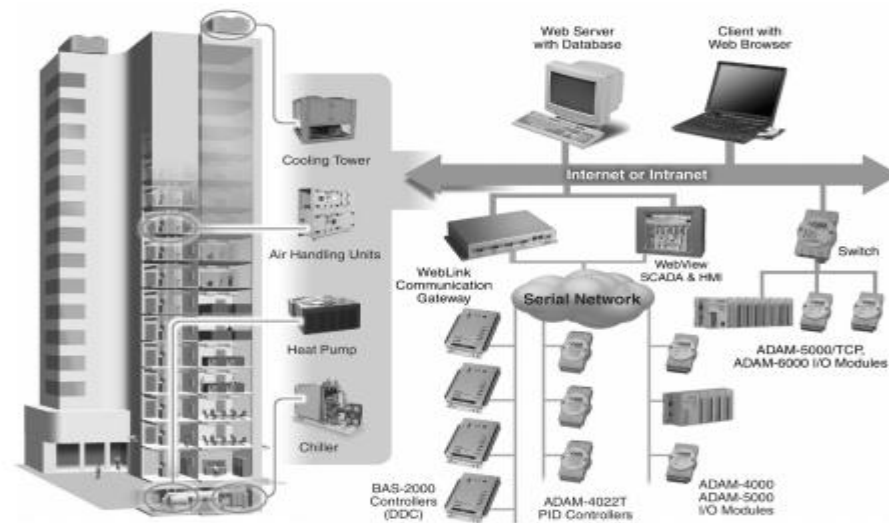 Web Server
with Database
Client with
Web Browser
Cooling Tower
Internet or Intranet
Air Handling Units
WebLink
Communication
Gateway
WebView
SCADA & HMI
Switch
Serial Network
Heat Pump
ADAM-5000/TCP,
ADAM-6000 I/O Modules
Chiller
BAS-2000
Controllers
(DDC)
ADAM-4022T
PID Controllers
ADAM-4000
ADAM-5000
I/O Modules